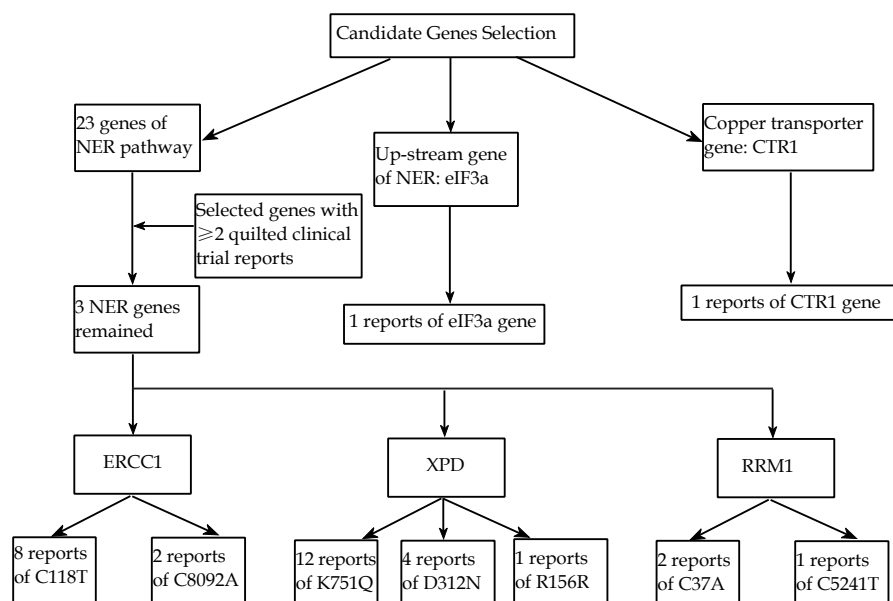 Candidate Genes Selection
23 genes of
NER pathway
Up-stream gene
of NER: eIF3a
Copper transporter
gene: CTR1
Selected genes with
⩾2 quilted clinical
trial reports
3 NER genes
remained
1 reports of eIF3a gene
1 reports of CTR1 gene
ERCC1
XPD
RRM1
8 reports
of C118T
2 reports
of C8092A
12 reports
of K751Q
4 reports
of D312N
1 reports
of R156R
2 reports
of C37A
1 reports
of C5241T